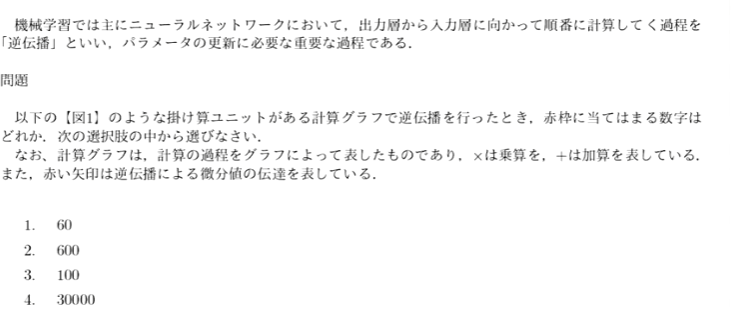 機械学習では主にニューラルネットワークにおいて，出力層から入力層に向かって順番に計算してく過程を
「逆伝播」といい，パラメータの更新に必要な重要な過程である．
問題
以下の【図1】のような掛け算ユニットがある計算グラフで逆伝播を行ったとき，赤枠に当てはまる数字は
どれか．次の選択肢の中から選びなさい．
なお、計算グラフは，計算の過程をグラフによって表したものであり，×は乗算を，+は加算を表している．
また，赤い矢印は逆伝播による微分値の伝達を表している．
1. 60
2. 600
3. 100
4. 30000